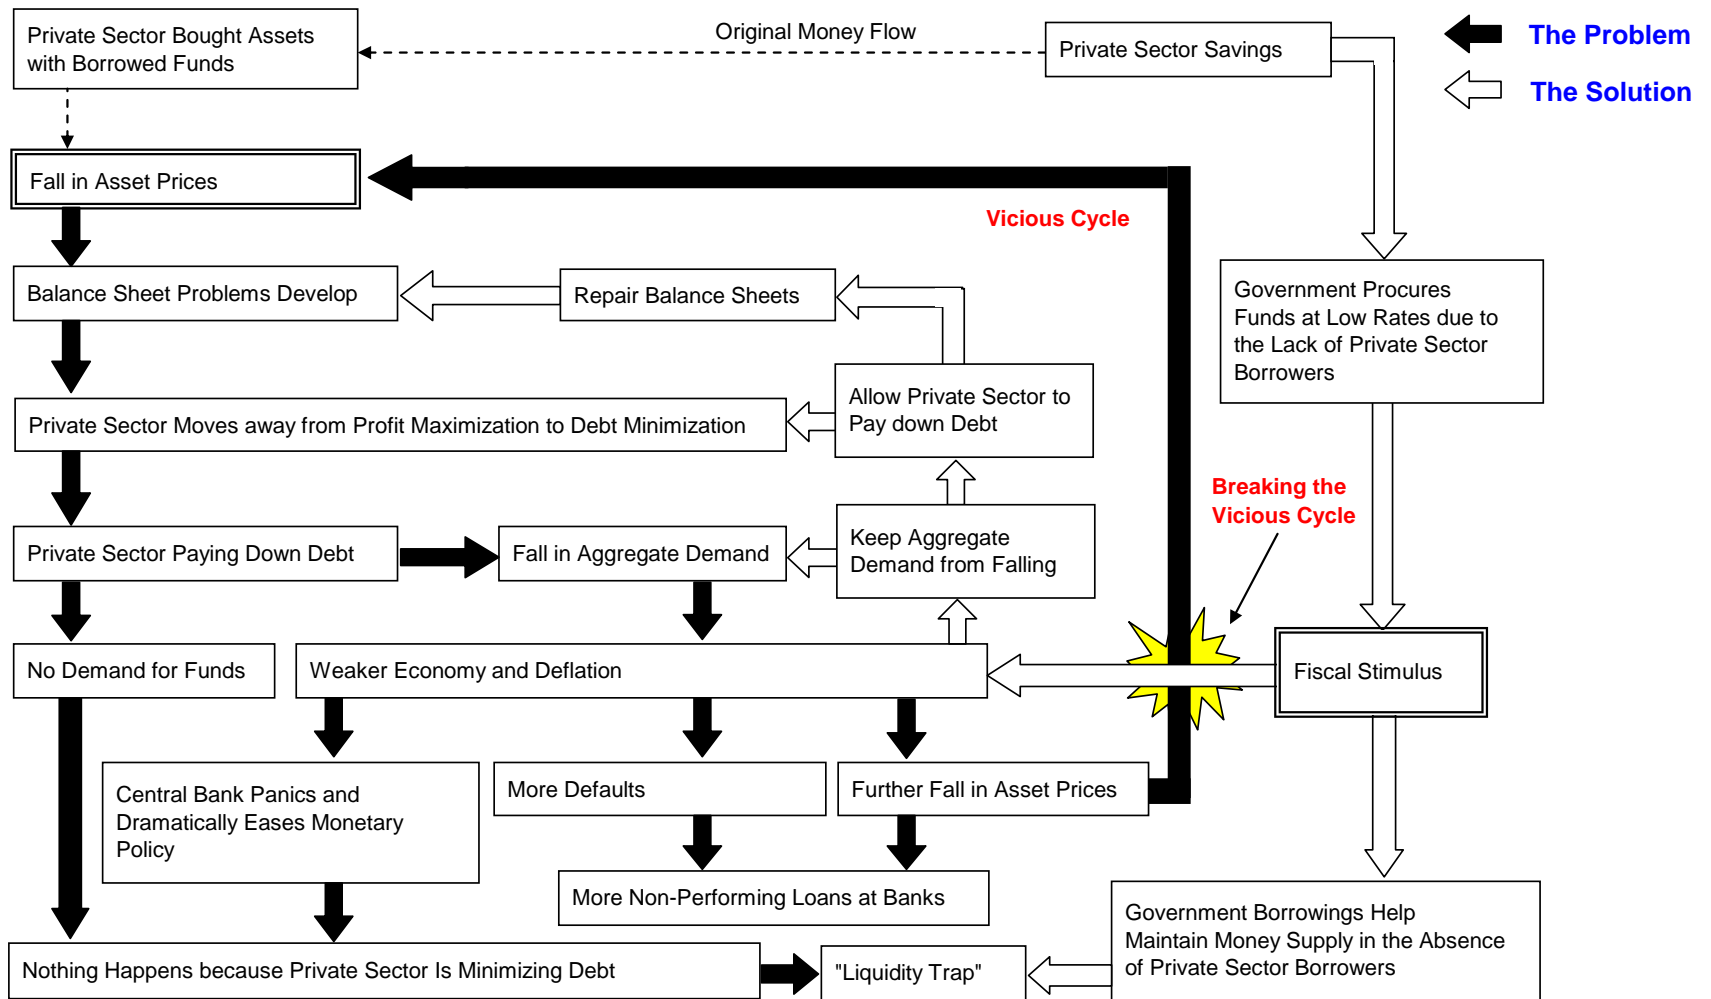 Private Sector Bought Assets
with Borrowed Funds
Original Money Flow
Private Sector Savings
The Problem
The Solution
Fall in Asset Prices
Vicious Cycle
Balance Sheet Problems Develop
Repair Balance Sheets
Government Procures
Funds at Low Rates due to
the Lack of Private Sector
Borrowers
Allow Private Sector to
Pay down Debt
Private Sector Moves away from Profit Maximization to Debt Minimization
Breaking the
Vicious Cycle
Private Sector Paying Down Debt
Fall in Aggregate Demand
Keep Aggregate
Demand from Falling
No Demand for Funds
Weaker Economy and Deflation
Fiscal Stimulus
Central Bank Panics and
Dramatically Eases Monetary
Policy
More Defaults
Further Fall in Asset Prices
More Non-Performing Loans at Banks
Government Borrowings Help
Maintain Money Supply in the Absence
of Private Sector Borrowers
Nothing Happens because Private Sector Is Minimizing Debt
"Liquidity Trap"